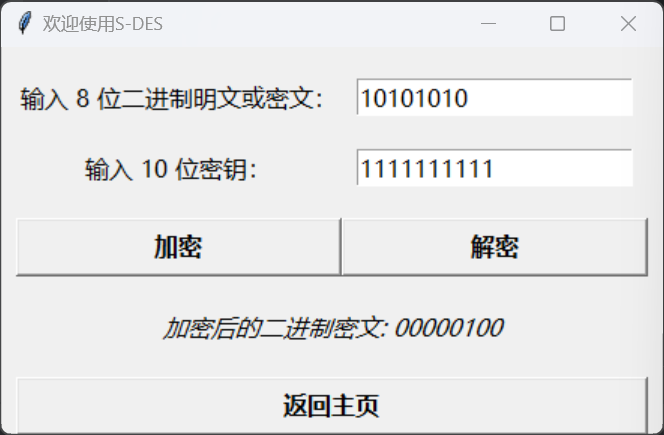 欢迎使用S-DES
输入 8 位二进制明文或密文: 10101010
输入 10 位密钥: 1111111111
加密 解密
加密后的二进制密文: 00000100
返回主页